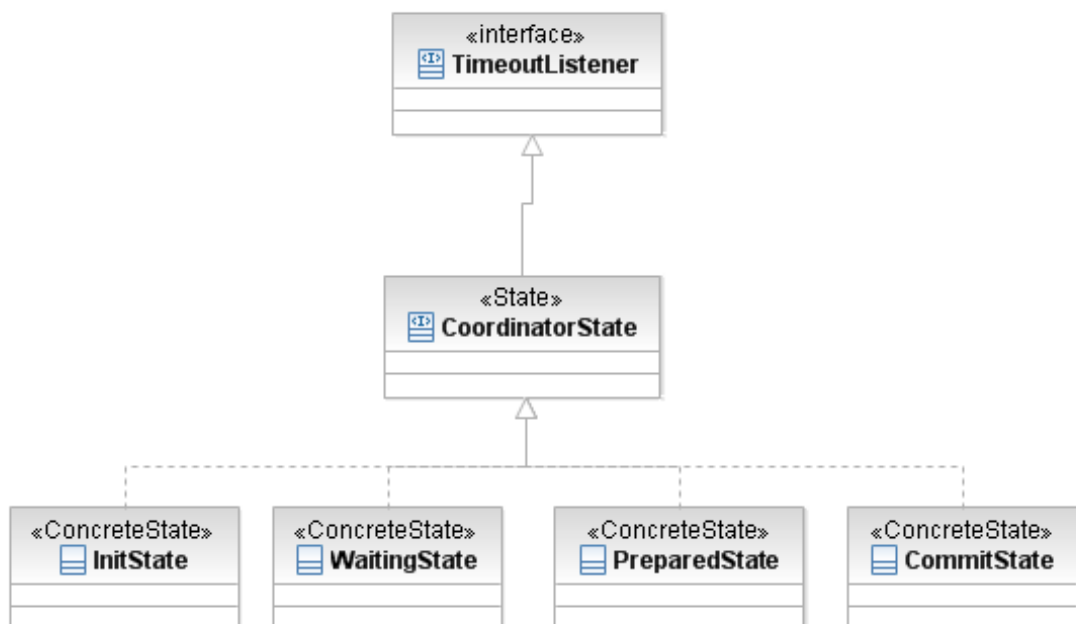 «interface»
TimeoutListener
«State»
CoordinatorState
«ConcreteState» «ConcreteState» «ConcreteState» «ConcreteState»
InitState WaitingState PreparedState CommitState